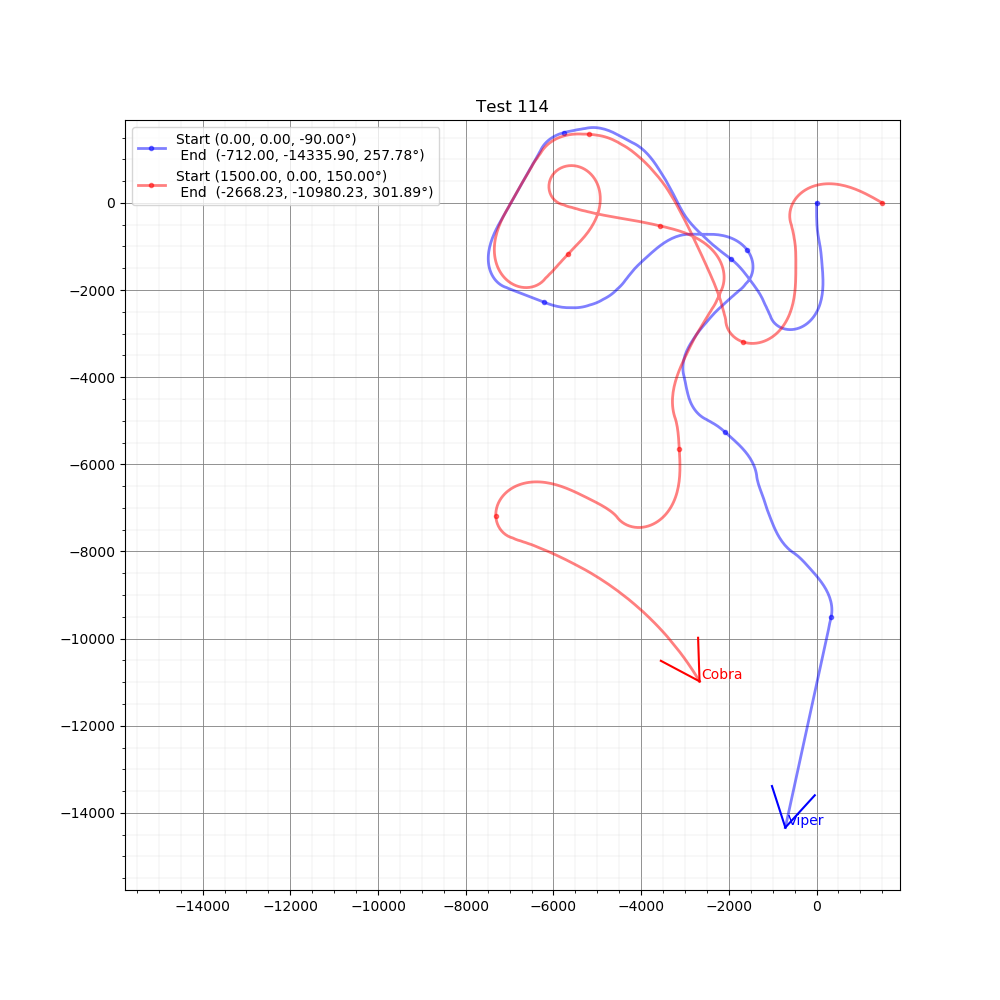 Test 114
Start (0.00, 0.00, -90.00°)
End (-712.00, -14335.90, 257.78°)
Start (1500.00, 0.00, 150.00°)
End (-2668.23, -10980.23, 301.89°)
0
−2000
−4000
−6000
−8000
−10000
−12000
−14000
Cobra
Viper
−14000 −12000 −10000 −8000 −6000 −4000 −2000 0